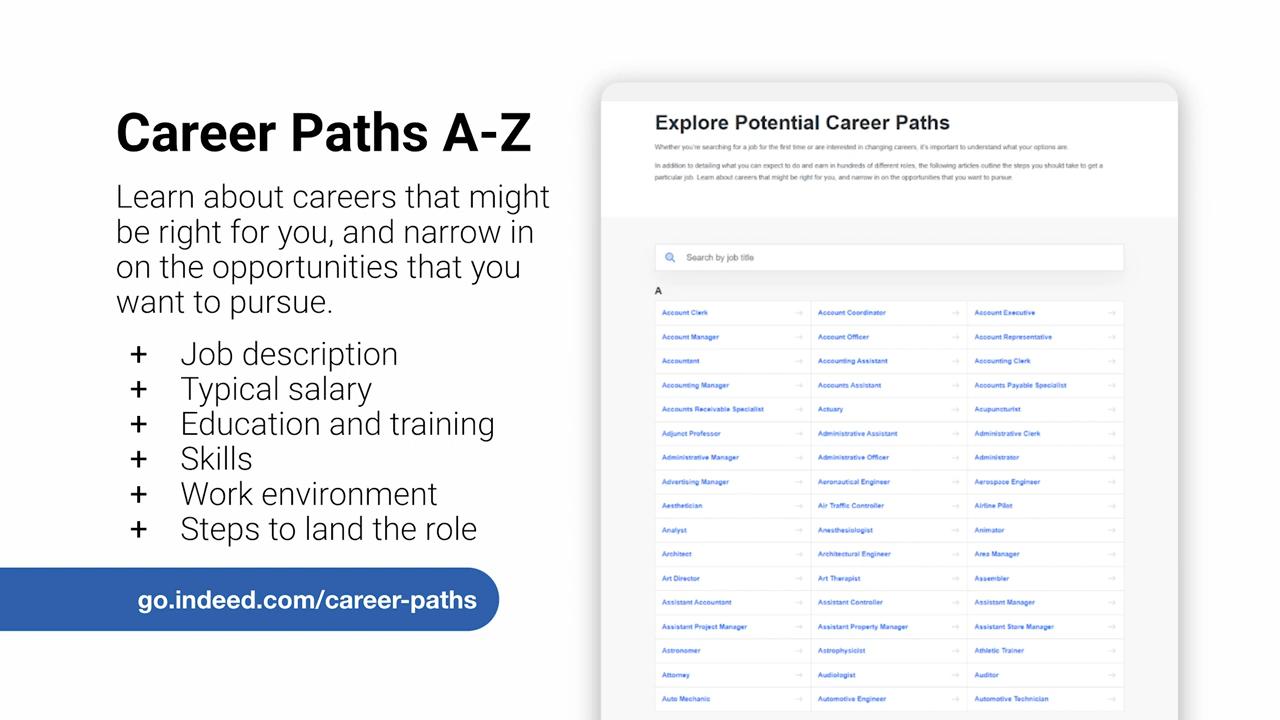 Career Paths A-Z
Learn about careers that might
be right for you, and narrow in
on the opportunities that you
want to pursue.
+ Job description
+ Typical salary
+ Education and training
+ Skills
+ Work environment
+ Steps to land the role
go.indeed.com/career-paths
Explore Potential Career Paths
Whether you're searching for a job for the first time or are interested in changing careers, it's important to understand what your options are.
In addition to detailing what you can expect to do and earn in hundreds of different roles, the following articles outline the steps you should take to get a
particular job. Learn about careers that might be right for you, and narrow in on the opportunities that you want to pursue.
Search by job title
A
Account Clerk → Account Coordinator → Account Executive →
Account Manager → Account Officer → Account Representative →
Accountant → Accounting Assistant → Accounting Clerk →
Accounting Manager → Accounts Assistant → Accounts Payable Specialist →
Accounts Receivable Specialist → Actuary → Acupuncturist →
Adjunct Professor → Administrative Assistant → Administrative Clerk →
Administrative Manager → Administrative Officer → Administrator →
Advertising Manager → Aeronautical Engineer → Aerospace Engineer →
Aesthetician → Air Traffic Controller → Airline Pilot →
Analyst → Anesthesiologist → Animator →
Architect → Architectural Engineer → Area Manager →
Art Director → Art Therapist → Assembler →
Assistant Accountant → Assistant Controller → Assistant Manager →
Assistant Project Manager → Assistant Property Manager → Assistant Store Manager →
Astronomer → Astrophysicist → Athletic Trainer →
Attorney → Audiologist → Auditor →
Auto Mechanic → Automotive Engineer → Automotive Technician →